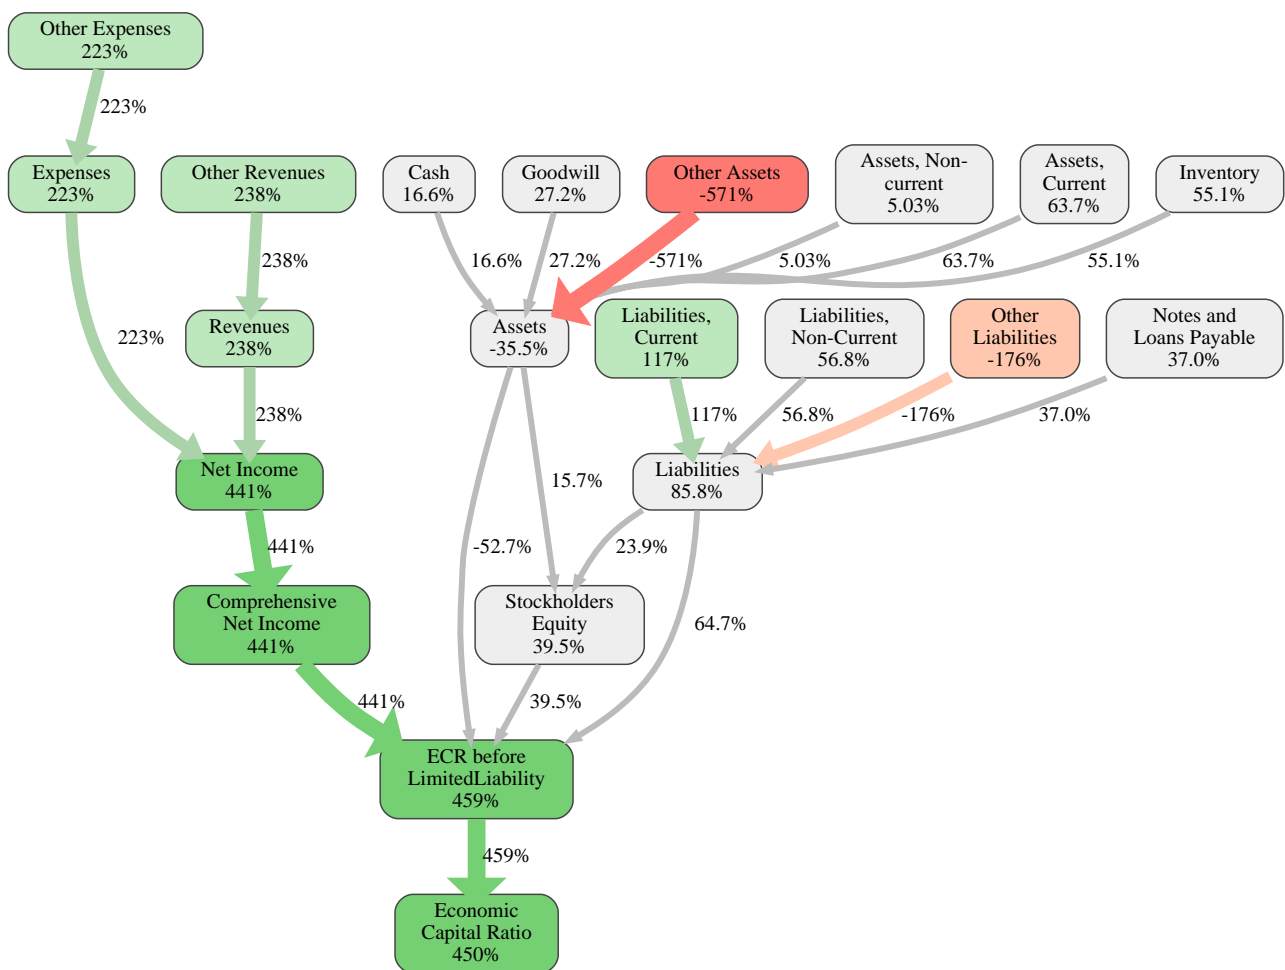 Other Expenses
223%
223%
Expenses
223%
Other Revenues
238%
Cash
16.6%
Goodwill
27.2%
Other Assets
-571%
Assets, Non-
current
5.03%
Assets,
Current
63.7%
Inventory
55.1%
238%
16.6%
27.2%
-571%
5.03%
63.7%
55.1%
223%
Revenues
238%
Assets
-35.5%
Liabilities,
Current
117%
Liabilities,
Non-Current
56.8%
Other
Liabilities
-176%
Notes and
Loans Payable
37.0%
238%
117%
56.8%
-176%
37.0%
Net Income
441%
15.7%
Liabilities
85.8%
441%
-52.7%
23.9%
Comprehensive
Net Income
441%
Stockholders
Equity
39.5%
64.7%
441%
39.5%
ECR before
LimitedLiability
459%
459%
Economic
Capital Ratio
450%